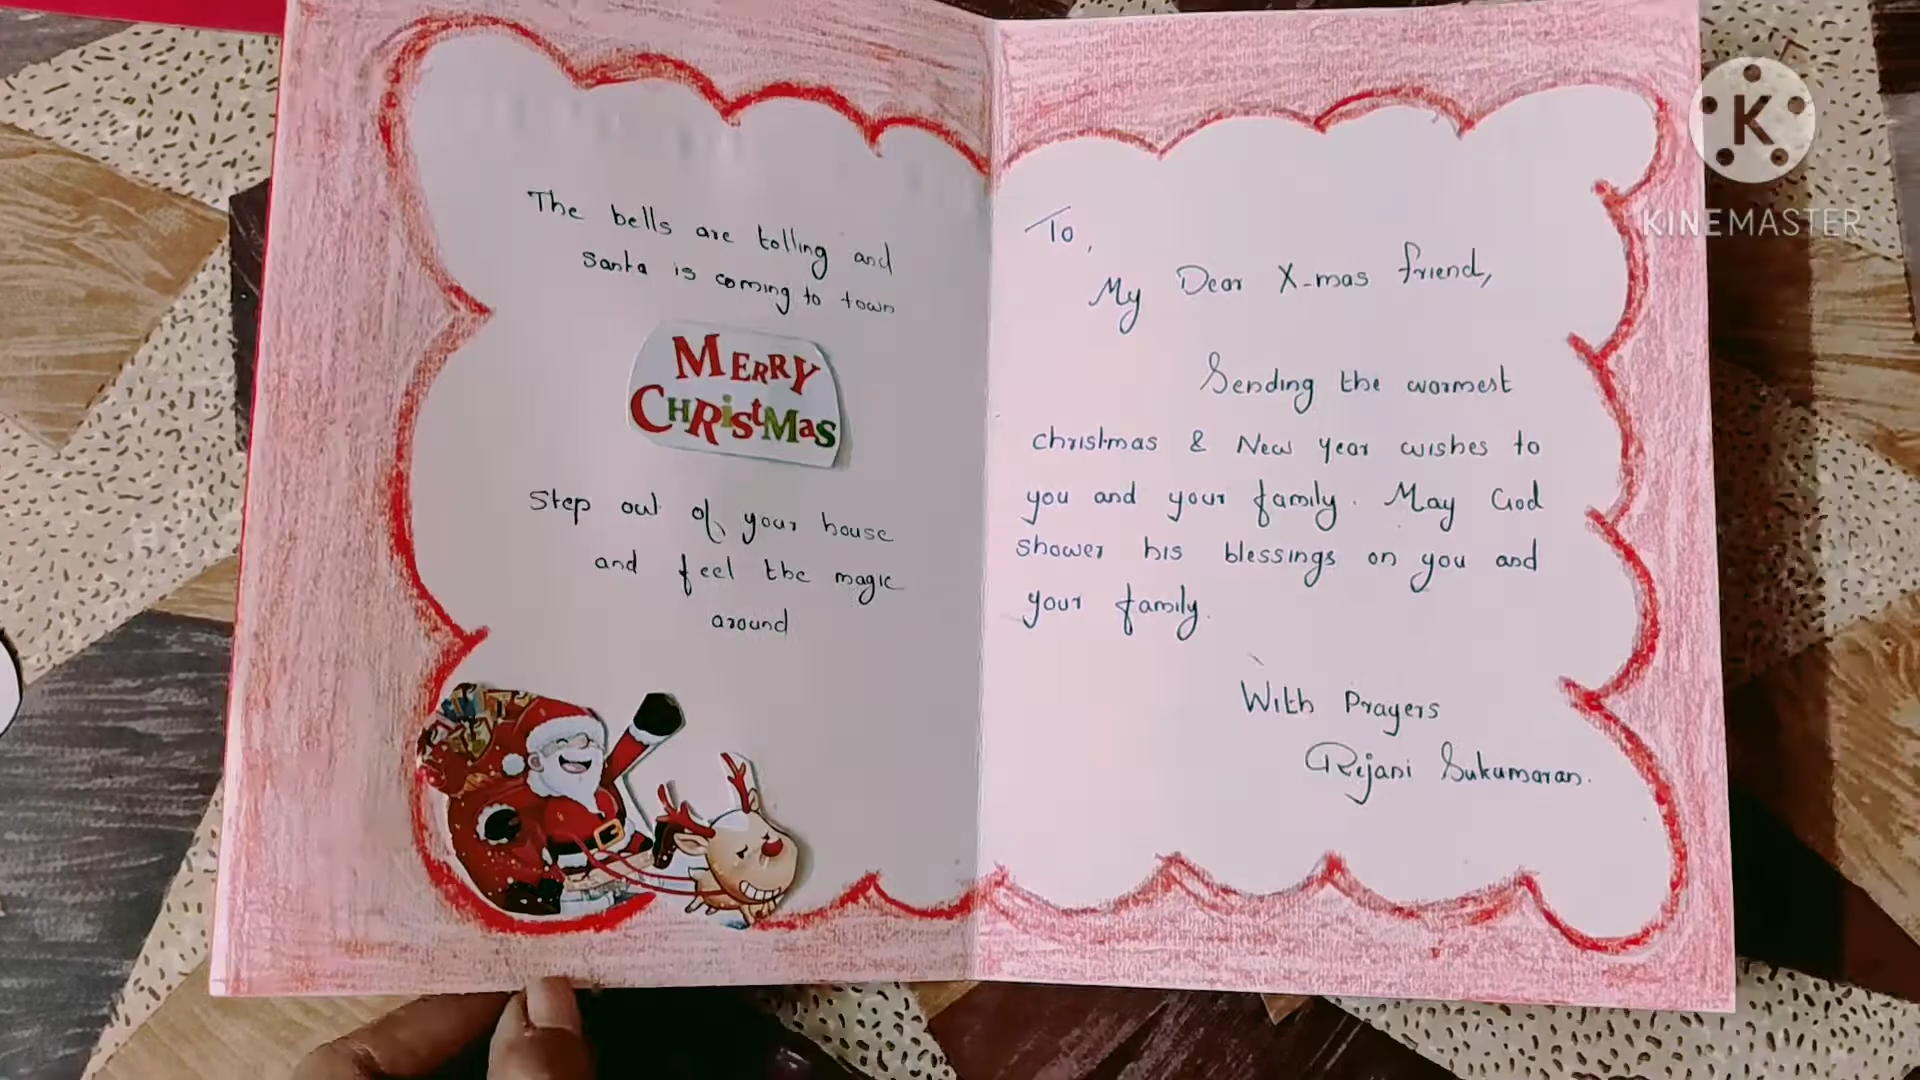 The bells are tolling and
Santa is coming to town
MERRY
CHRistMas
Step out of your house
and feel the magic
around
To,
My Dear X-mas friend,
Sending the warmest
christmas & New year wishes to
you and your family. May God
shower his blessings on you and
your family.
With Prayers
Rejani Sukumaran.
K
KINEMASTER